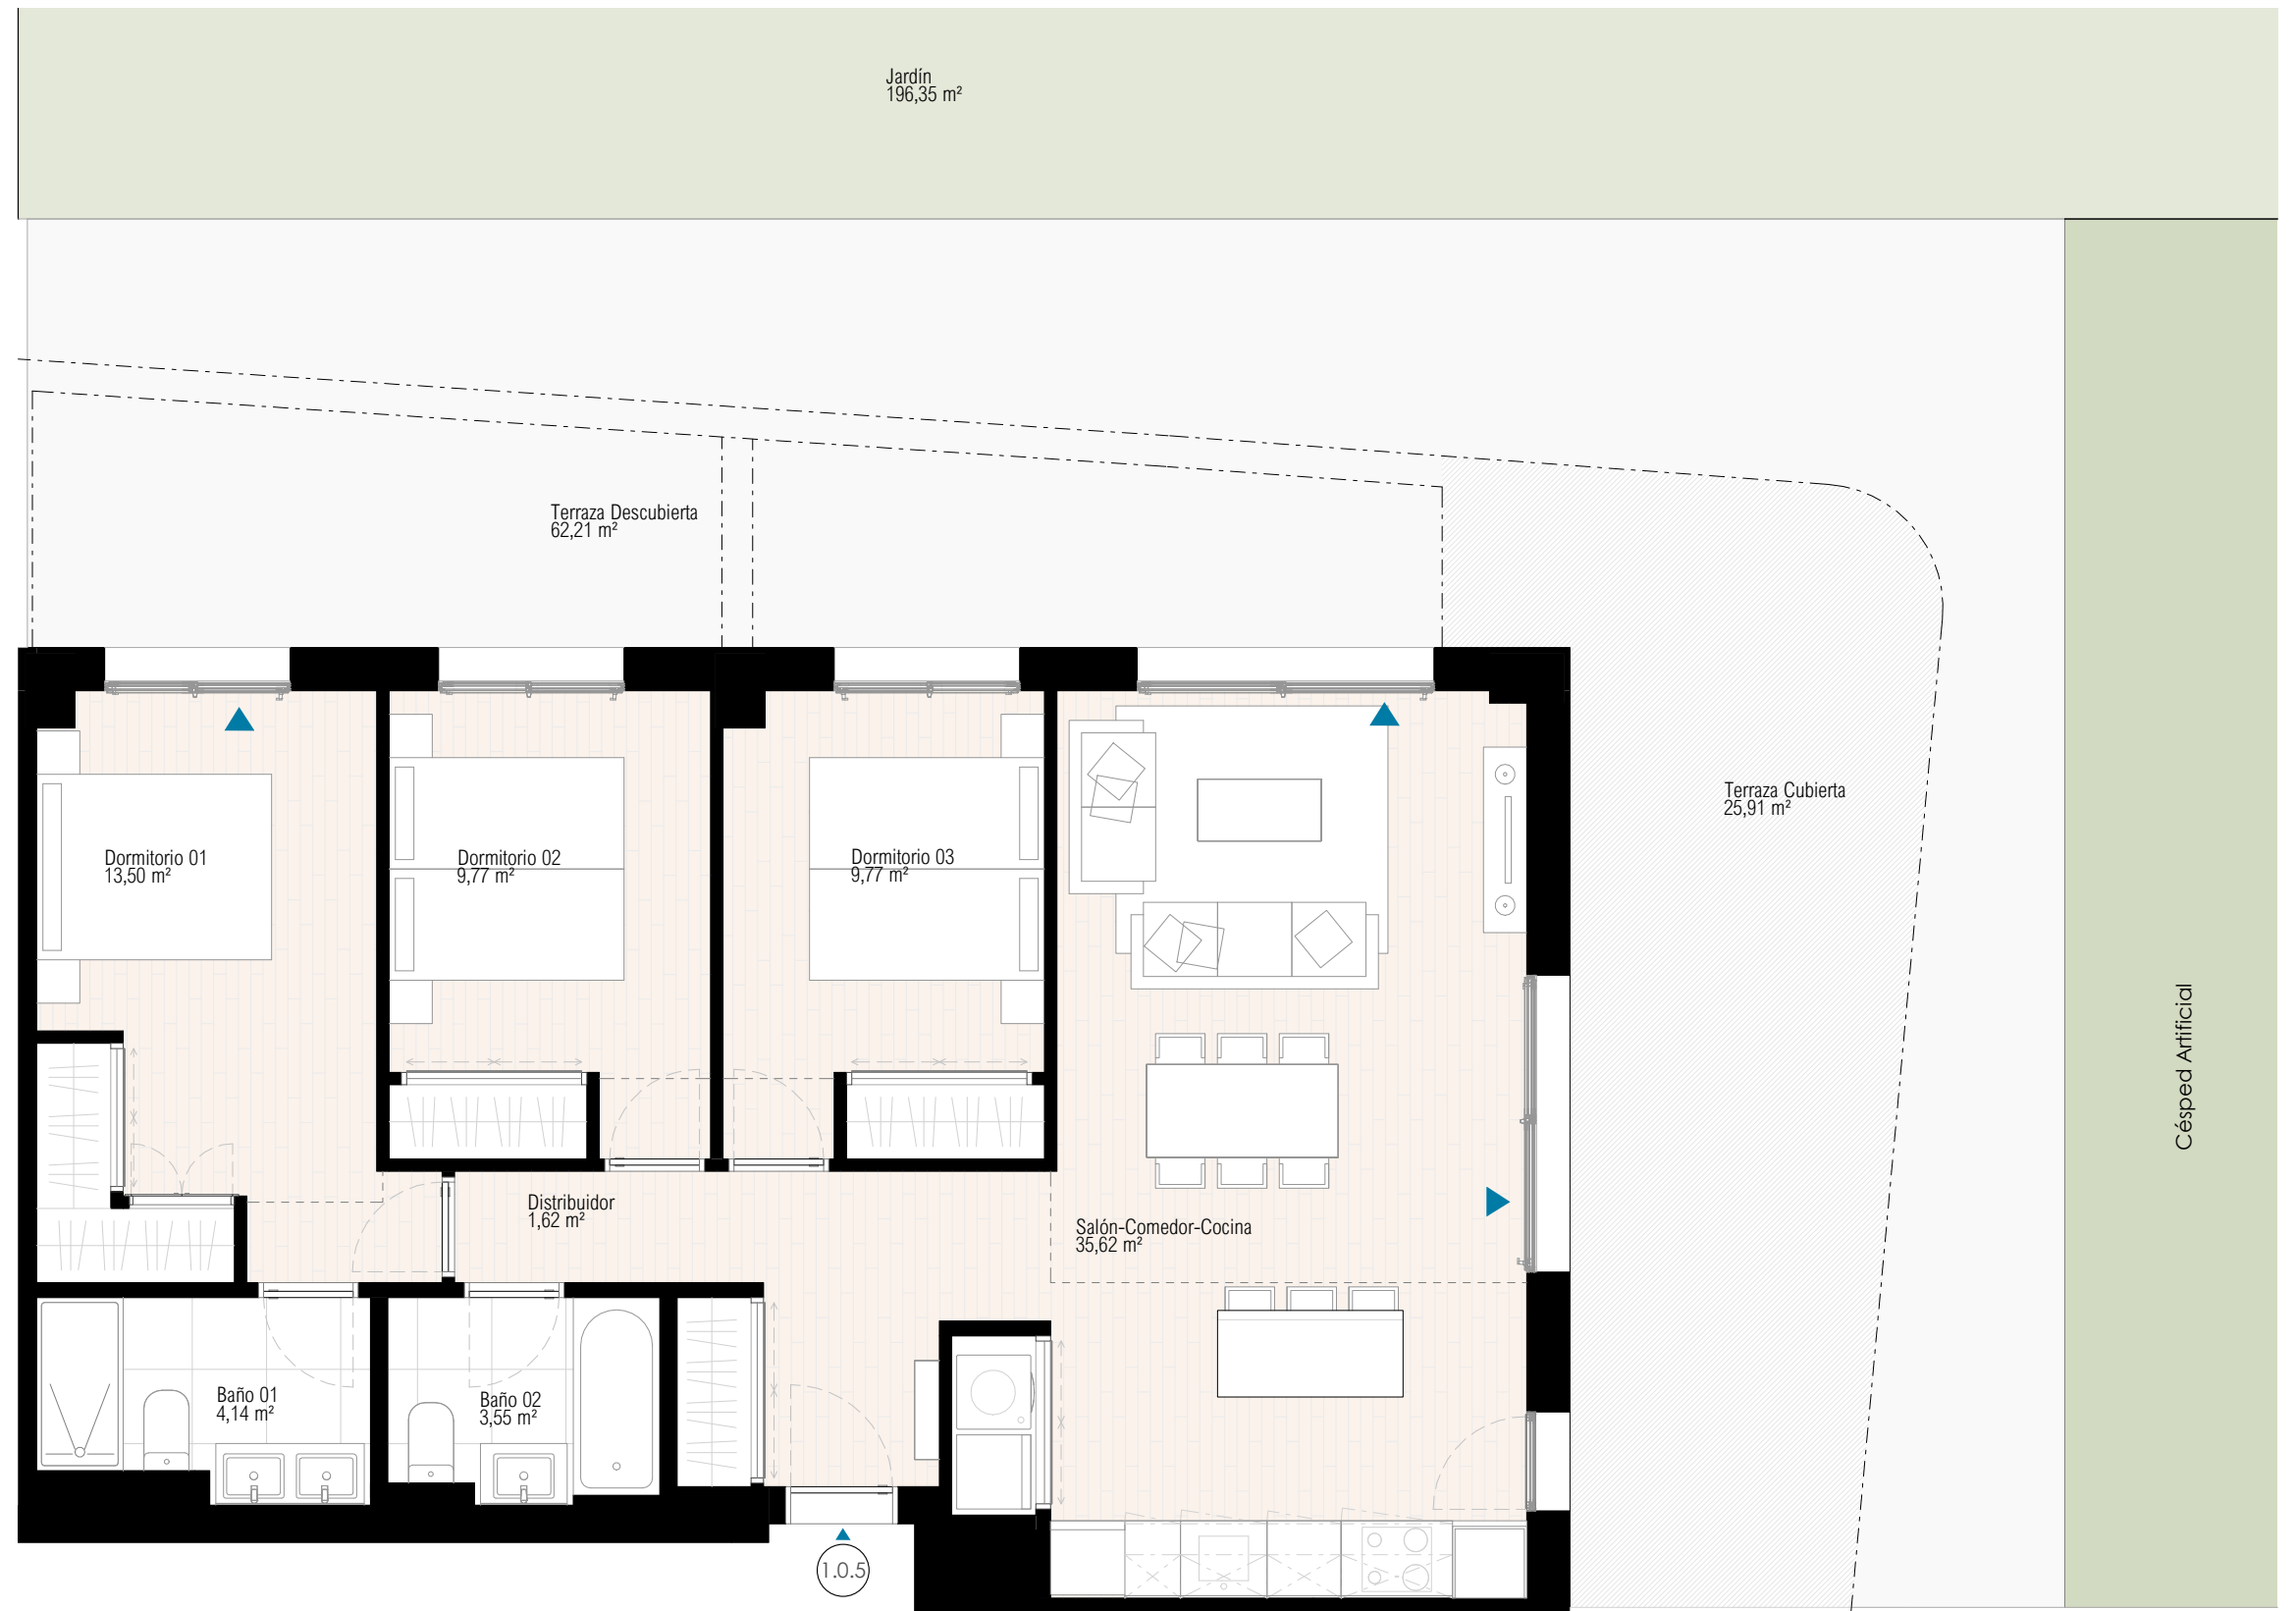 Jardín
196,35 m²
Terraza Descubierta
62,21 m²
Terraza Cubierta
25,91 m²
Dormitorio 01
13,50 m²
Dormitorio 02
9,77 m²
Dormitorio 03
9,77 m²
Césped Artificial
Distribuidor
1,62 m²
Salón-Comedor-Cocina
35,62 m²
Baño 01
4,14 m²
Baño 02
3,55 m²
1.0.5